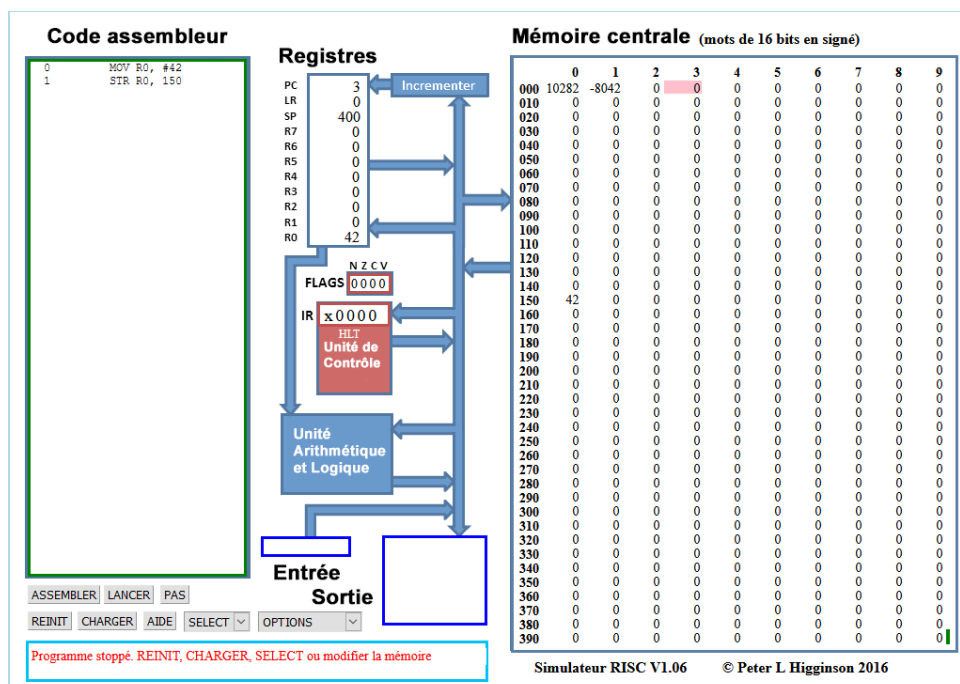 Code assembleur
0 MOV R0, #42
1 STR R0, 150
Registres
PC 3
LR 0
SP 400
R7 0
R6 0
R5 0
R4 0
R3 0
R2 0
R1 0
R0 42
Incrementer
N Z C V
FLAGS 0000
IR x0000
HLT
Unité de
Contrôle
Unité
Arithmétique
et Logique
Entrée
Sortie
ASSEMBLER LANCER PAS
REINIT CHARGER AIDE SELECT OPTIONS
Programme stoppé. REINIT, CHARGER, SELECT ou modifier la mémoire
Mémoire centrale (mots de 16 bits en signé)
0 1 2 3 4 5 6 7 8 9
000 10282 -8042 0 0 0 0 0 0 0 0
010 0 0 0 0 0 0 0 0 0 0
020 0 0 0 0 0 0 0 0 0 0
030 0 0 0 0 0 0 0 0 0 0
040 0 0 0 0 0 0 0 0 0 0
050 0 0 0 0 0 0 0 0 0 0
060 0 0 0 0 0 0 0 0 0 0
070 0 0 0 0 0 0 0 0 0 0
080 0 0 0 0 0 0 0 0 0 0
090 0 0 0 0 0 0 0 0 0 0
100 0 0 0 0 0 0 0 0 0 0
110 0 0 0 0 0 0 0 0 0 0
120 0 0 0 0 0 0 0 0 0 0
130 0 0 0 0 0 0 0 0 0 0
140 0 0 0 0 0 0 0 0 0 0
150 42 0 0 0 0 0 0 0 0 0
160 0 0 0 0 0 0 0 0 0 0
170 0 0 0 0 0 0 0 0 0 0
180 0 0 0 0 0 0 0 0 0 0
190 0 0 0 0 0 0 0 0 0 0
200 0 0 0 0 0 0 0 0 0 0
210 0 0 0 0 0 0 0 0 0 0
220 0 0 0 0 0 0 0 0 0 0
230 0 0 0 0 0 0 0 0 0 0
240 0 0 0 0 0 0 0 0 0 0
250 0 0 0 0 0 0 0 0 0 0
260 0 0 0 0 0 0 0 0 0 0
270 0 0 0 0 0 0 0 0 0 0
280 0 0 0 0 0 0 0 0 0 0
290 0 0 0 0 0 0 0 0 0 0
300 0 0 0 0 0 0 0 0 0 0
310 0 0 0 0 0 0 0 0 0 0
320 0 0 0 0 0 0 0 0 0 0
330 0 0 0 0 0 0 0 0 0 0
340 0 0 0 0 0 0 0 0 0 0
350 0 0 0 0 0 0 0 0 0 0
360 0 0 0 0 0 0 0 0 0 0
370 0 0 0 0 0 0 0 0 0 0
380 0 0 0 0 0 0 0 0 0 0
390 0 0 0 0 0 0 0 0 0 0
Simulateur RISC V1.06 © Peter L Higginson 2016